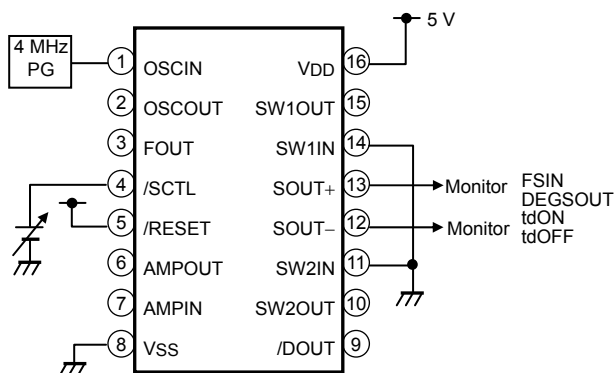 5 V
4 MHz
PG
1 OSCIN VDD 16
2 OSCOUT SW1OUT 15
3 FOUT SW1IN 14
4 /SCTL SOUT+ 13 Monitor FSIN
DEGSOUT
5 /RESET SOUT− 12 Monitor tdON
tdOFF
6 AMPOUT SW2IN 11
7 AMPIN SW2OUT 10
8 VSS /DOUT 9